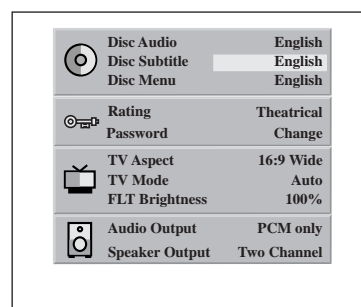 Disc Audio English
Disc Subtitle English
Disc Menu English
Rating Theatrical
Password Change
TV Aspect 16:9 Wide
TV Mode Auto
FLT Brightness 100%
Audio Output PCM only
Speaker Output Two Channel